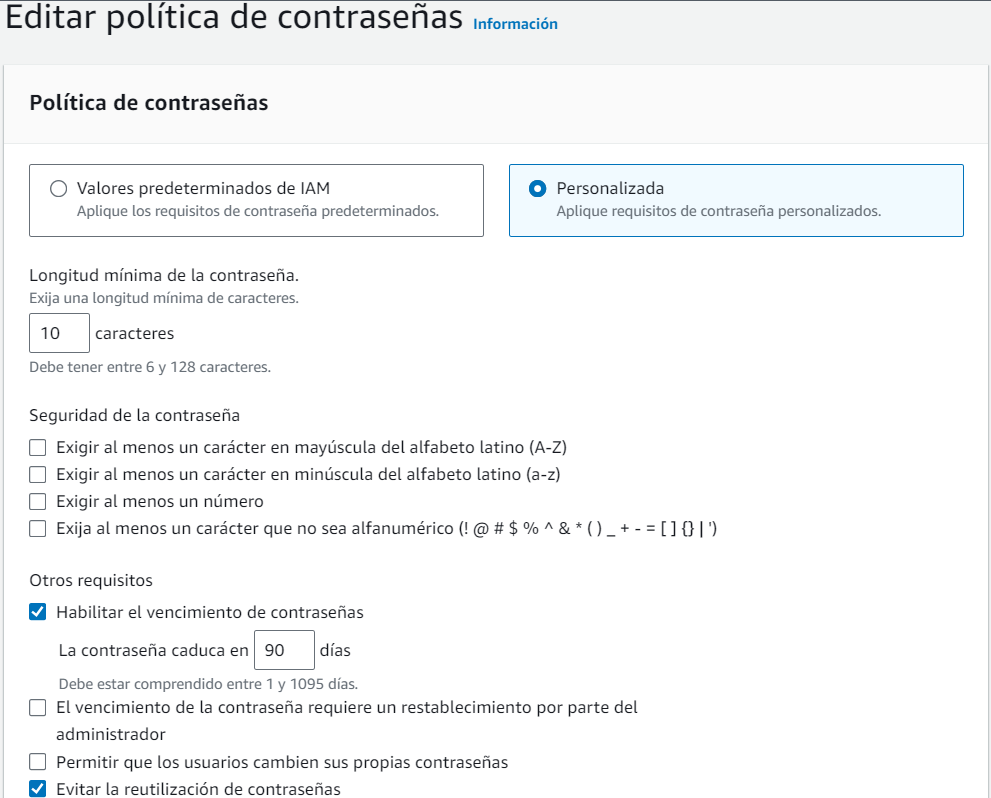 Editar política de contraseñas Información
Política de contraseñas
Valores predeterminados de IAM
Aplique los requisitos de contraseña predeterminados.
Personalizada
Aplique requisitos de contraseña personalizados.
Longitud mínima de la contraseña.
Exija una longitud mínima de caracteres.
10 caracteres
Debe tener entre 6 y 128 caracteres.
Seguridad de la contraseña
Exigir al menos un carácter en mayúscula del alfabeto latino (A-Z)
Exigir al menos un carácter en minúscula del alfabeto latino (a-z)
Exigir al menos un número
Exija al menos un carácter que no sea alfanumérico (! @ # $ % ^ & * ( ) _ + - = [ ] {} | ')
Otros requisitos
Habilitar el vencimiento de contraseñas
La contraseña caduca en 90 días
Debe estar comprendido entre 1 y 1095 días.
El vencimiento de la contraseña requiere un restablecimiento por parte del
administrador
Permitir que los usuarios cambien sus propias contraseñas
Evitar la reutilización de contraseñas